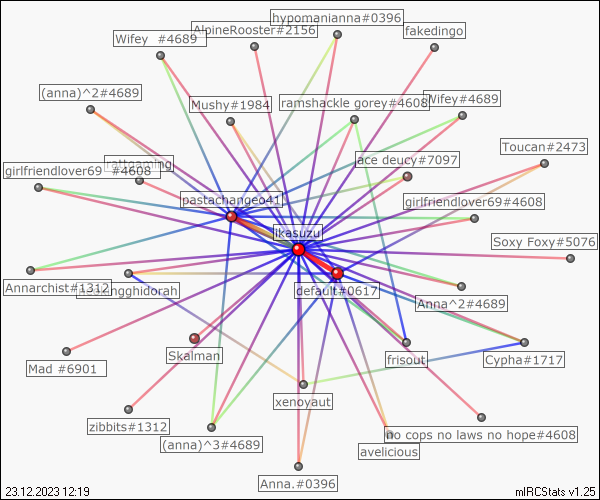 hypomanianna#0396
AlpineRooster#2156
fakedingo
Wifey #4689
(anna)^2#4689
Mushy#1984
ramshackle gorey#4608
Wifey#4689
Toucan#2473
ace deucy#7097
girlfriendlover69 #4608
pastachangeo41
girlfriendlover69#4608
ikasuzu
Soxy Foxy#5076
Annarchist#1312
default#0617
Anna^2#4689
Skalman
frisout
Cypha#1717
Mad #6901
xenoyaut
zibbits#1312
(anna)^3#4689
no cops no laws no hope#4608
avelicious
Anna.#0396
23.12.2023 12:19
mIRCStats v1.25